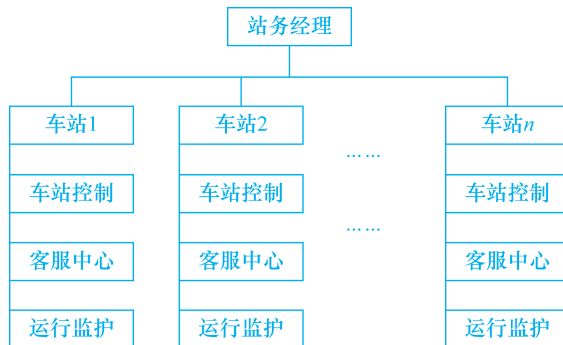 站务经理
车站1 车站2 车站n
……
车站控制 车站控制 车站控制
……
客服中心 客服中心 客服中心
运行监护 运行监护 运行监护